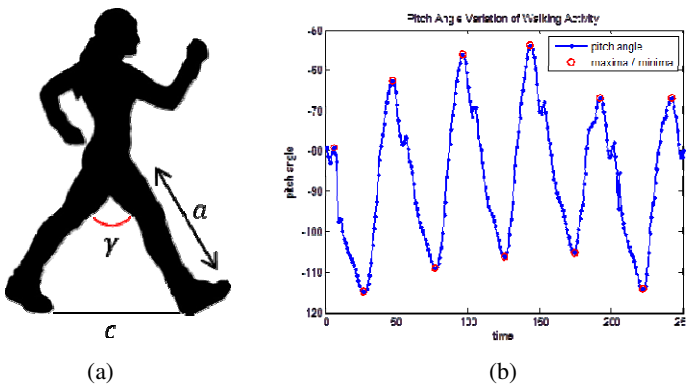 a
γ
c
(a)
Pitch Angle Variation of Walking Activity
pitch angle
maxima / minima
pitch angle
-60
-70
-80
-90
-100
-110
120
0
50
100
150
200
25
time
(b)